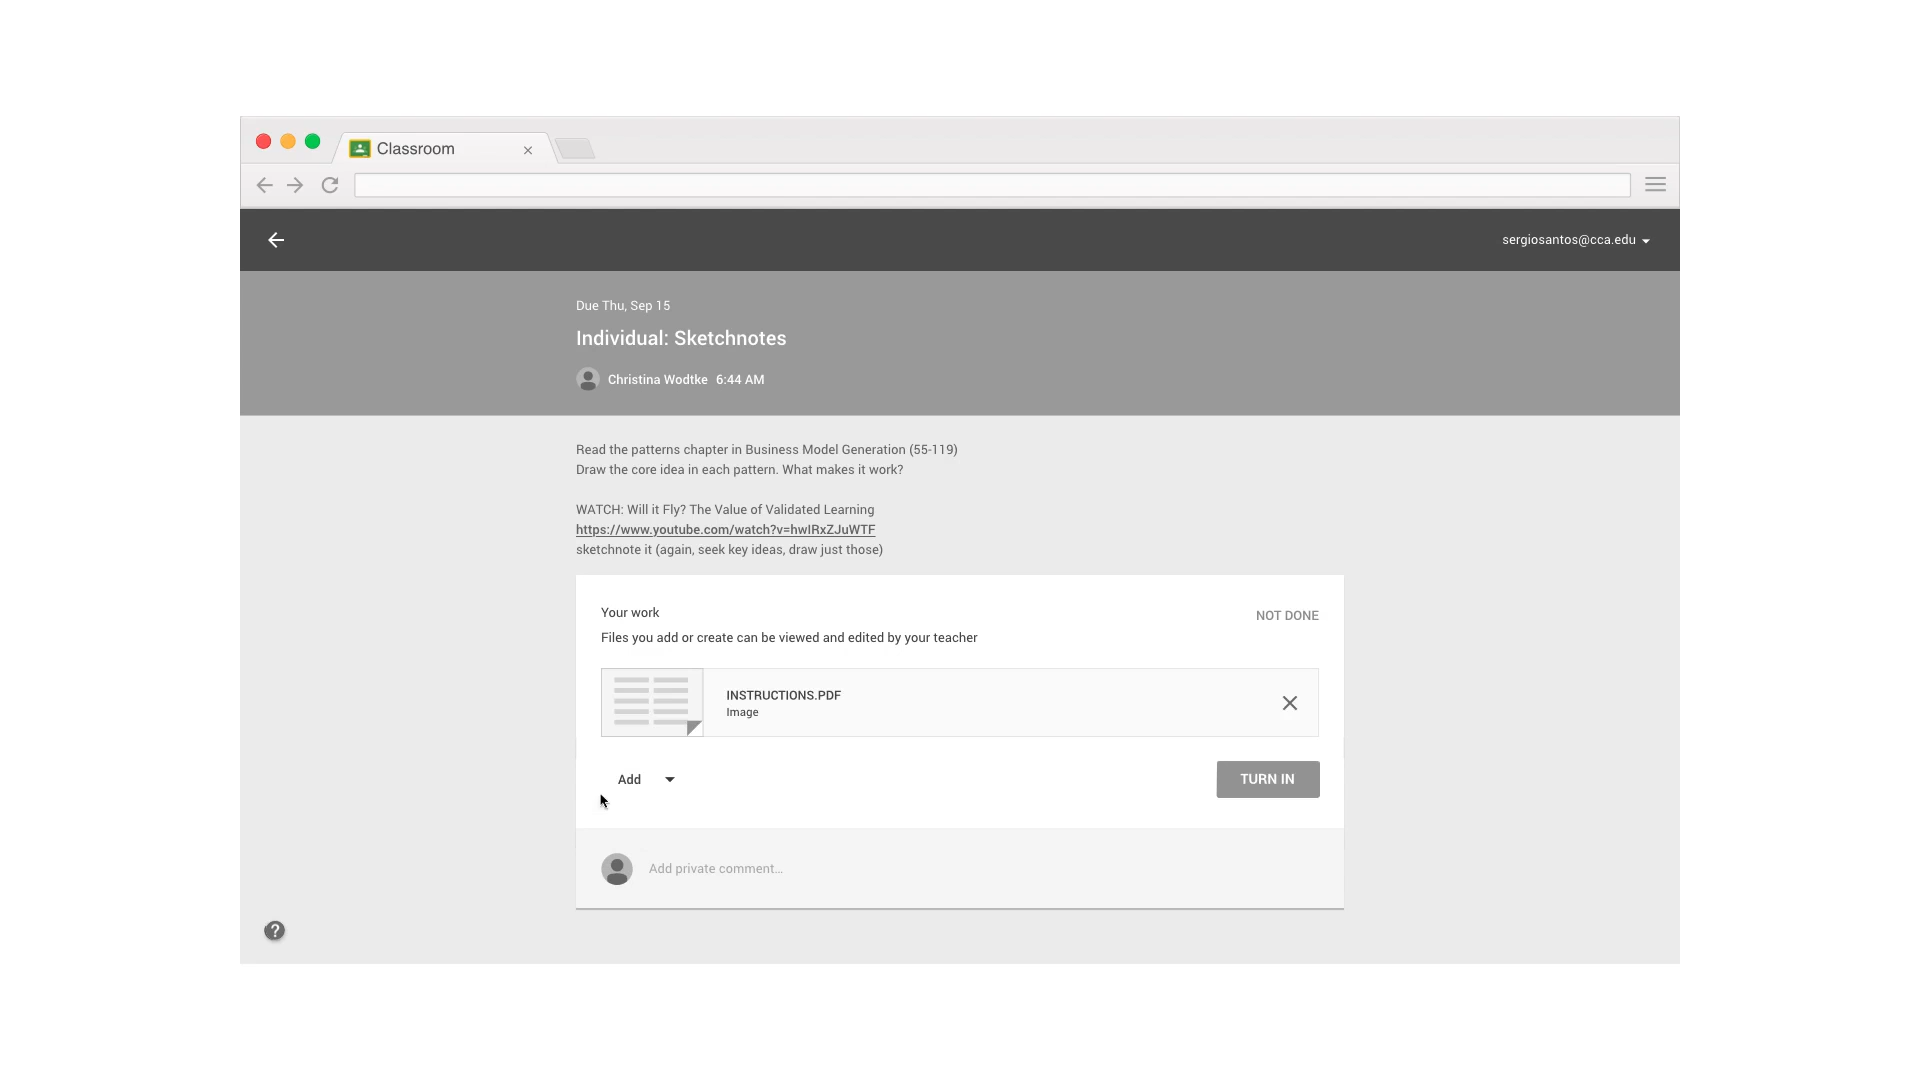 Classroom
sergiosantos@cca.edu
Due Thu, Sep 15
Individual: Sketchnotes
Christina Wodtke 6:44 AM
Read the patterns chapter in Business Model Generation (55-119)
Draw the core idea in each pattern. What makes it work?
WATCH: Will it Fly? The Value of Validated Learning
https://www.youtube.com/watch?v=hwIRxZJuWTF
sketchnote it (again, seek key ideas, draw just those)
Your work
NOT DONE
Files you add or create can be viewed and edited by your teacher
INSTRUCTIONS.PDF
Image
Add
TURN IN
Add private comment...
?